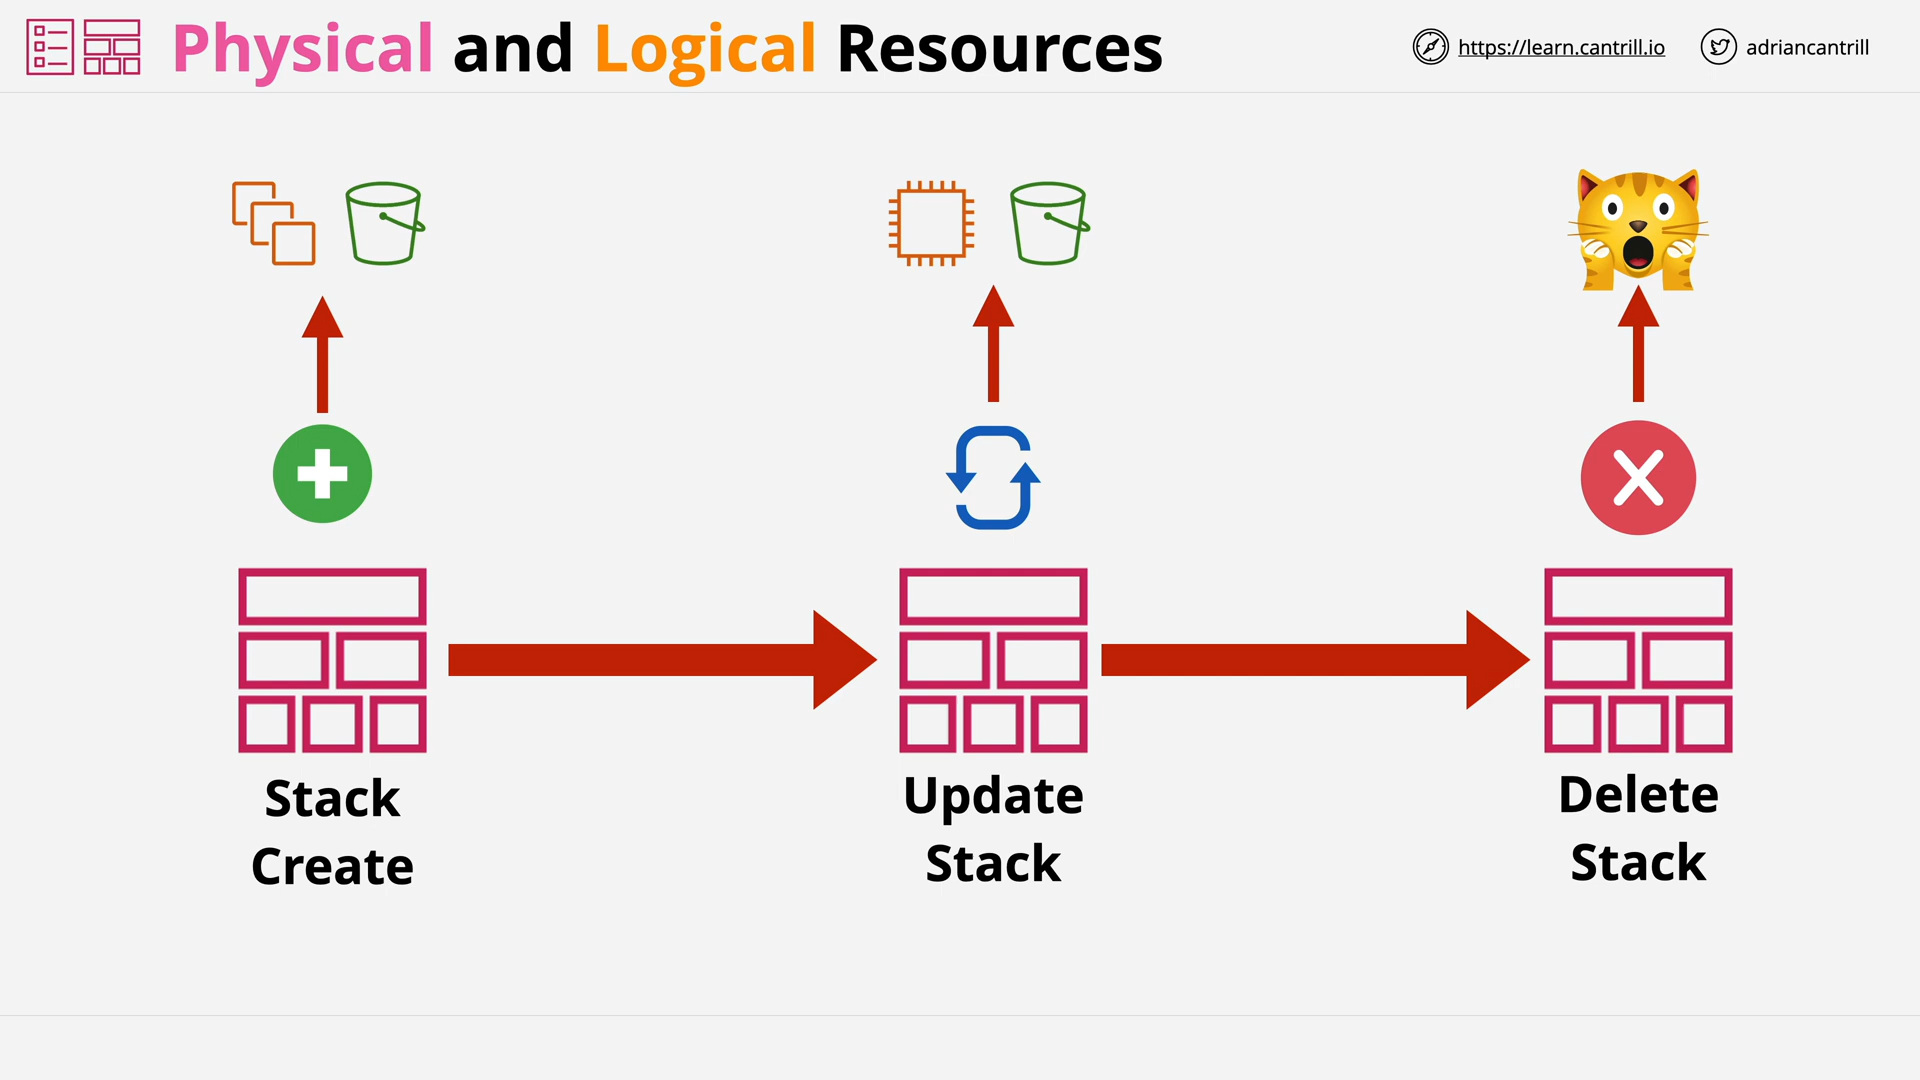 Physical and Logical Resources
https://learn.cantrill.io
adriancantrill
Stack
Create
Update
Stack
Delete
Stack